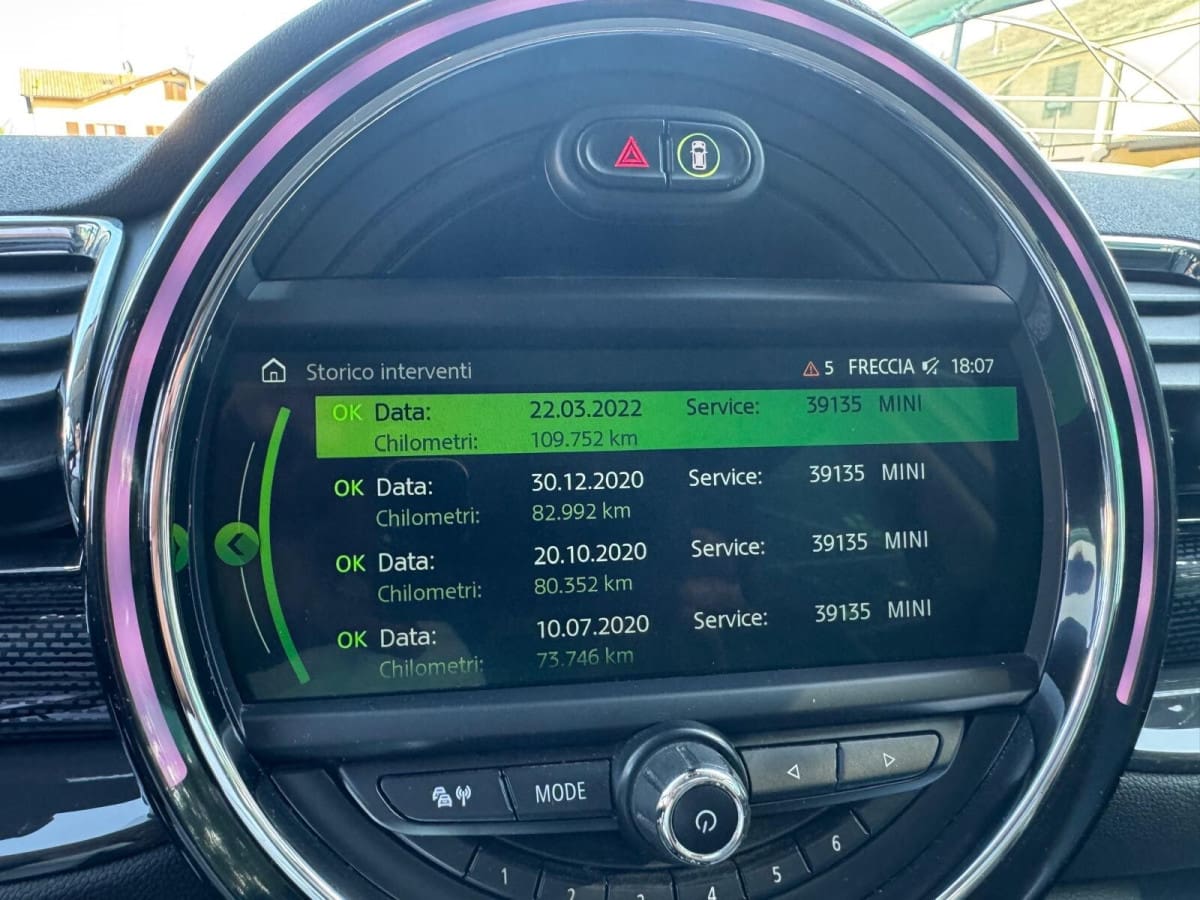 Storico interventi 5 FRECCIA 18:07
OK Data: 22.03.2022 Service: 39135 MINI
Chilometri: 109.752 km
OK Data: 30.12.2020 Service: 39135 MINI
Chilometri: 82.992 km
OK Data: 20.10.2020 Service: 39135 MINI
Chilometri: 80.352 km
OK Data: 10.07.2020 Service: 39135 MINI
Chilometri: 73.746 km
MODE
1 2 3 4 5 6